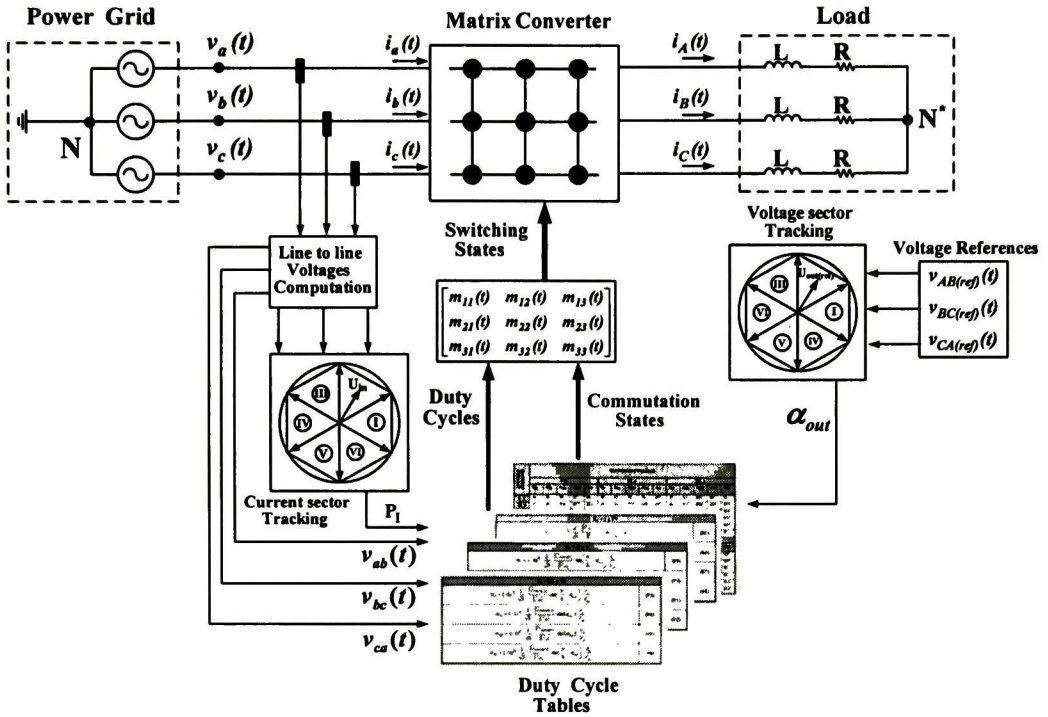 Power Grid
Matrix Converter
Load
v_a(t)
i_a(t)
i_A(t)
L
R
v_b(t)
i_b(t)
i_B(t)
L
R
N
N*
v_c(t)
i_c(t)
i_C(t)
L
R
Switching
States
Voltage sector
Tracking
Line to line
Voltages
Computation
Voltage References
m_11(t) m_12(t) m_13(t)
m_21(t) m_22(t) m_23(t)
m_31(t) m_32(t) m_33(t)
III
U_out(ref)
VI
I
V
IV
v_AB(ref)(t)
v_BC(ref)(t)
v_CA(ref)(t)
III
U_in
IV
I
V
VI
Duty
Cycles
Commutation
States
α_out
Current sector
Tracking
P_I
v_ab(t)
v_bc(t)
v_ca(t)
Duty Cycle
Tables